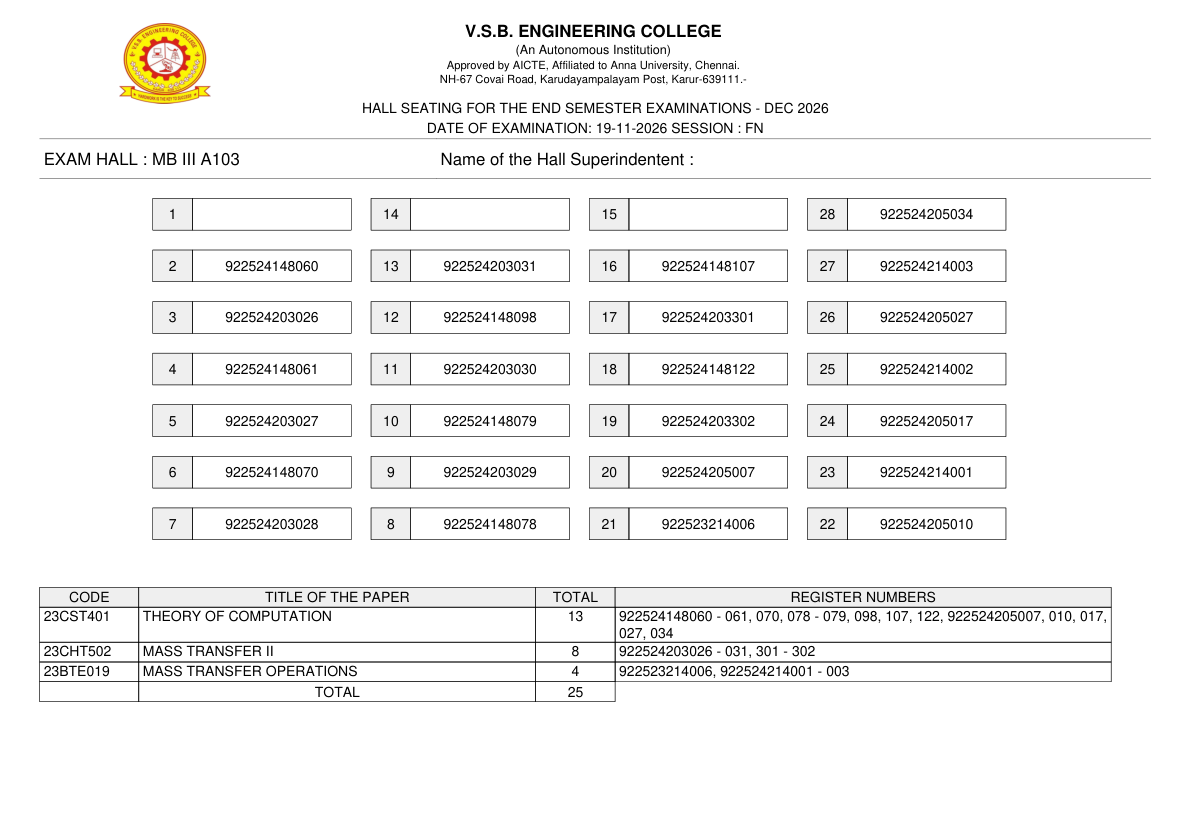 V.S.B. ENGINEERING COLLEGE
(An Autonomous Institution)
Approved by AICTE, Affiliated to Anna University, Chennai.
NH-67 Covai Road, Karudayampalayam Post, Karur-639111.-
HALL SEATING FOR THE END SEMESTER EXAMINATIONS - DEC 2026
DATE OF EXAMINATION: 19-11-2026 SESSION : FN
EXAM HALL : MB III A103 Name of the Hall Superintendent :
1 14 15 28 922524205034
2 922524148060 13 922524203031 16 922524148107 27 922524214003
3 922524203026 12 922524148098 17 922524203301 26 922524205027
4 922524148061 11 922524203030 18 922524148122 25 922524214002
5 922524203027 10 922524148079 19 922524203302 24 922524205017
6 922524148070 9 922524203029 20 922524205007 23 922524214001
7 922524203028 8 922524148078 21 922523214006 22 922524205010
CODE TITLE OF THE PAPER TOTAL REGISTER NUMBERS
23CST401 THEORY OF COMPUTATION 13 922524148060 - 061, 070, 078 - 079, 098, 107, 122, 922524205007, 010, 017,
027, 034
23CHT502 MASS TRANSFER II 8 922524203026 - 031, 301 - 302
23BTE019 MASS TRANSFER OPERATIONS 4 922523214006, 922524214001 - 003
TOTAL 25